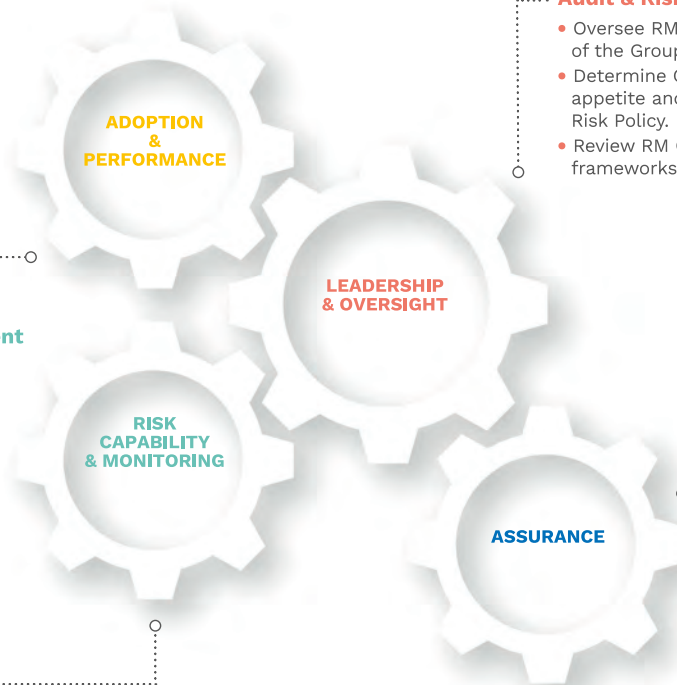 Audit & Risk
• Oversee RM
of the Group
• Determine
appetite and
Risk Policy.
• Review RM
frameworks
ADOPTION
&
PERFORMANCE
LEADERSHIP
& OVERSIGHT
nt
RISK
CAPABILITY
& MONITORING
ASSURANCE